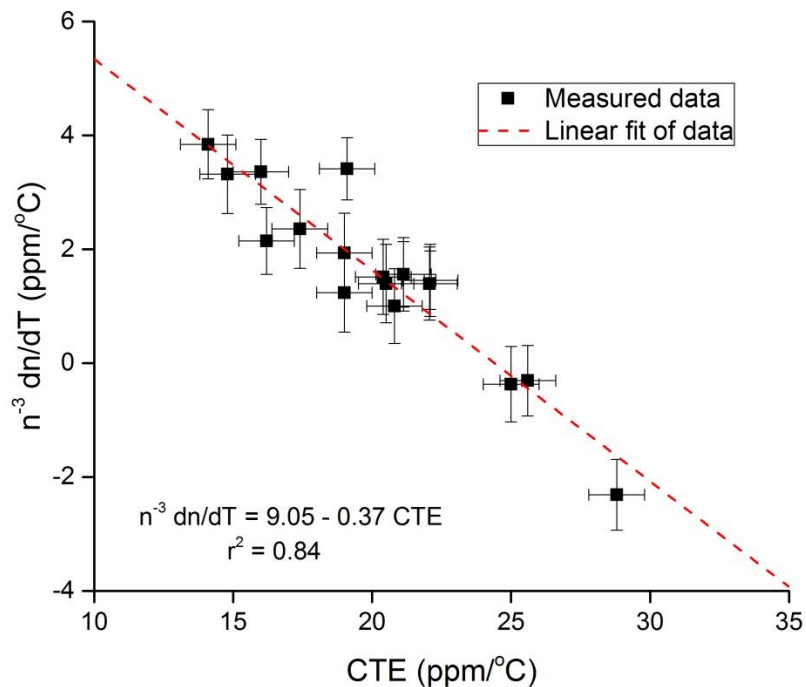 6
4
2
0
-2
-4
10 15 20 25 30 35
n⁻³ dn/dT (ppm/°C)
CTE (ppm/°C)
Measured data
Linear fit of data
n⁻³ dn/dT = 9.05 - 0.37 CTE
r² = 0.84